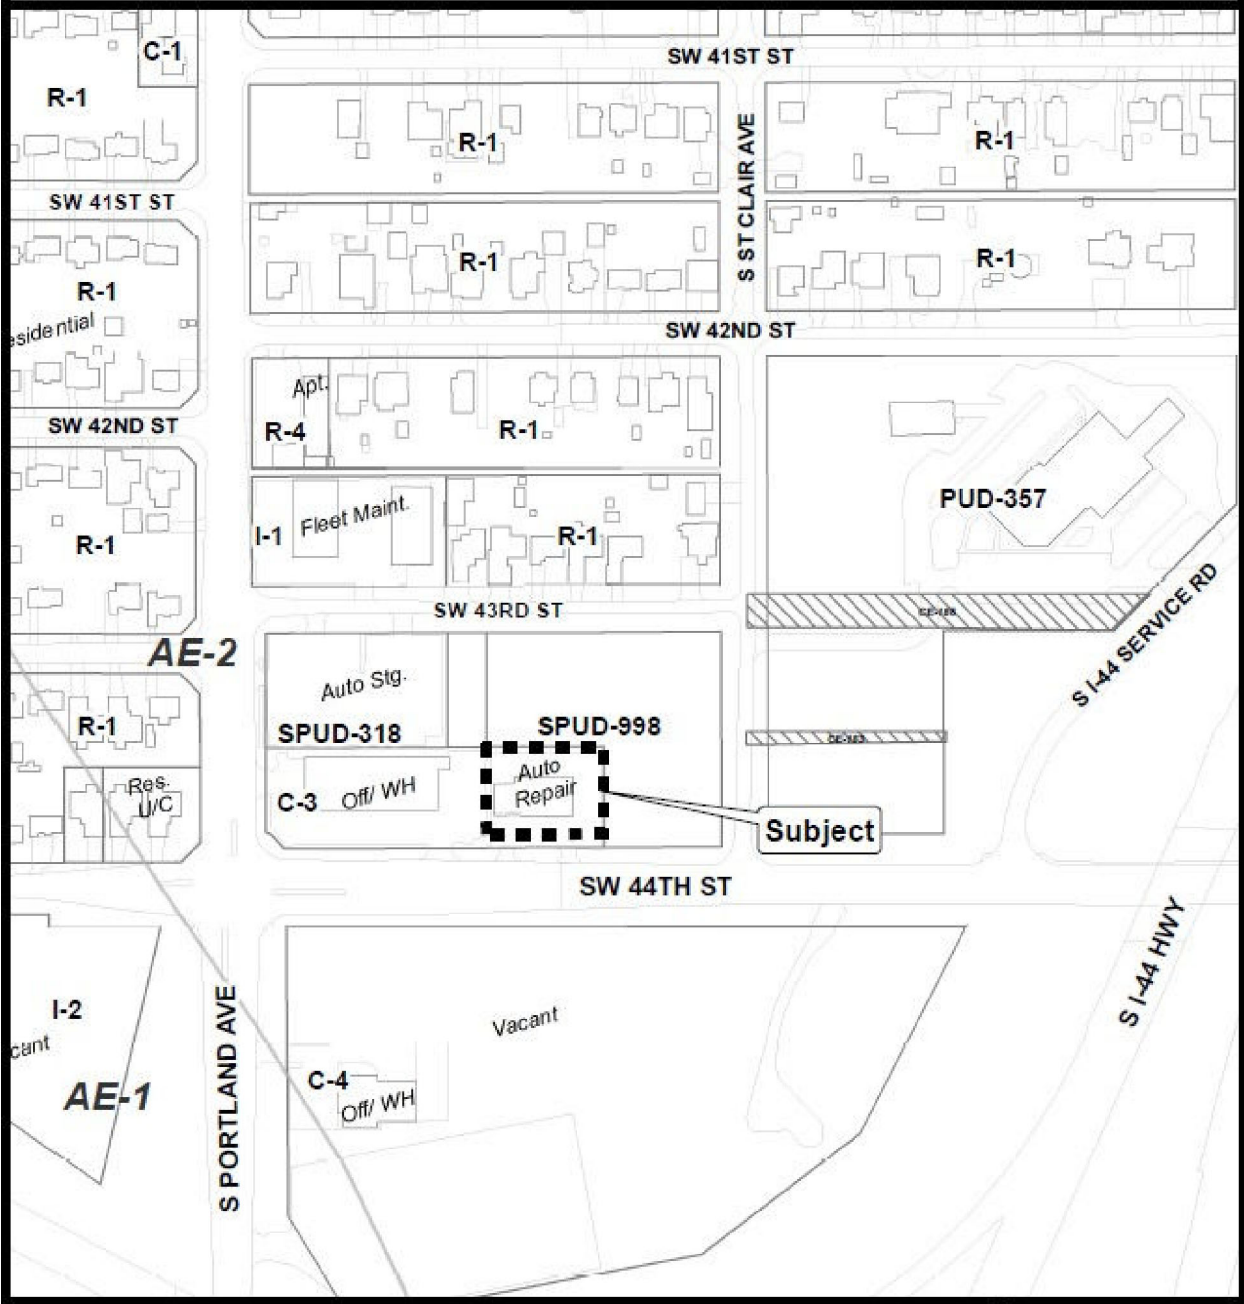 C-1
SW 41ST ST
R-1
R-1
R-1
S ST CLAIR AVE
SW 41ST ST
R-1
R-1
R-1
esidential
SW 42ND ST
Apt.
R-4
R-1
SW 42ND ST
PUD-357
Fleet Maint.
I-1
R-1
R-1
SW 43RD ST
S I-44 SERVICE RD
AE-2
Auto Stg.
SPUD-318
SPUD-998
R-1
Auto
Repair
Res.
U/C
C-3
Off/ WH
Subject
SW 44TH ST
S I-44 HWY
I-2
cant
Vacant
S PORTLAND AVE
C-4
AE-1
Off/ WH